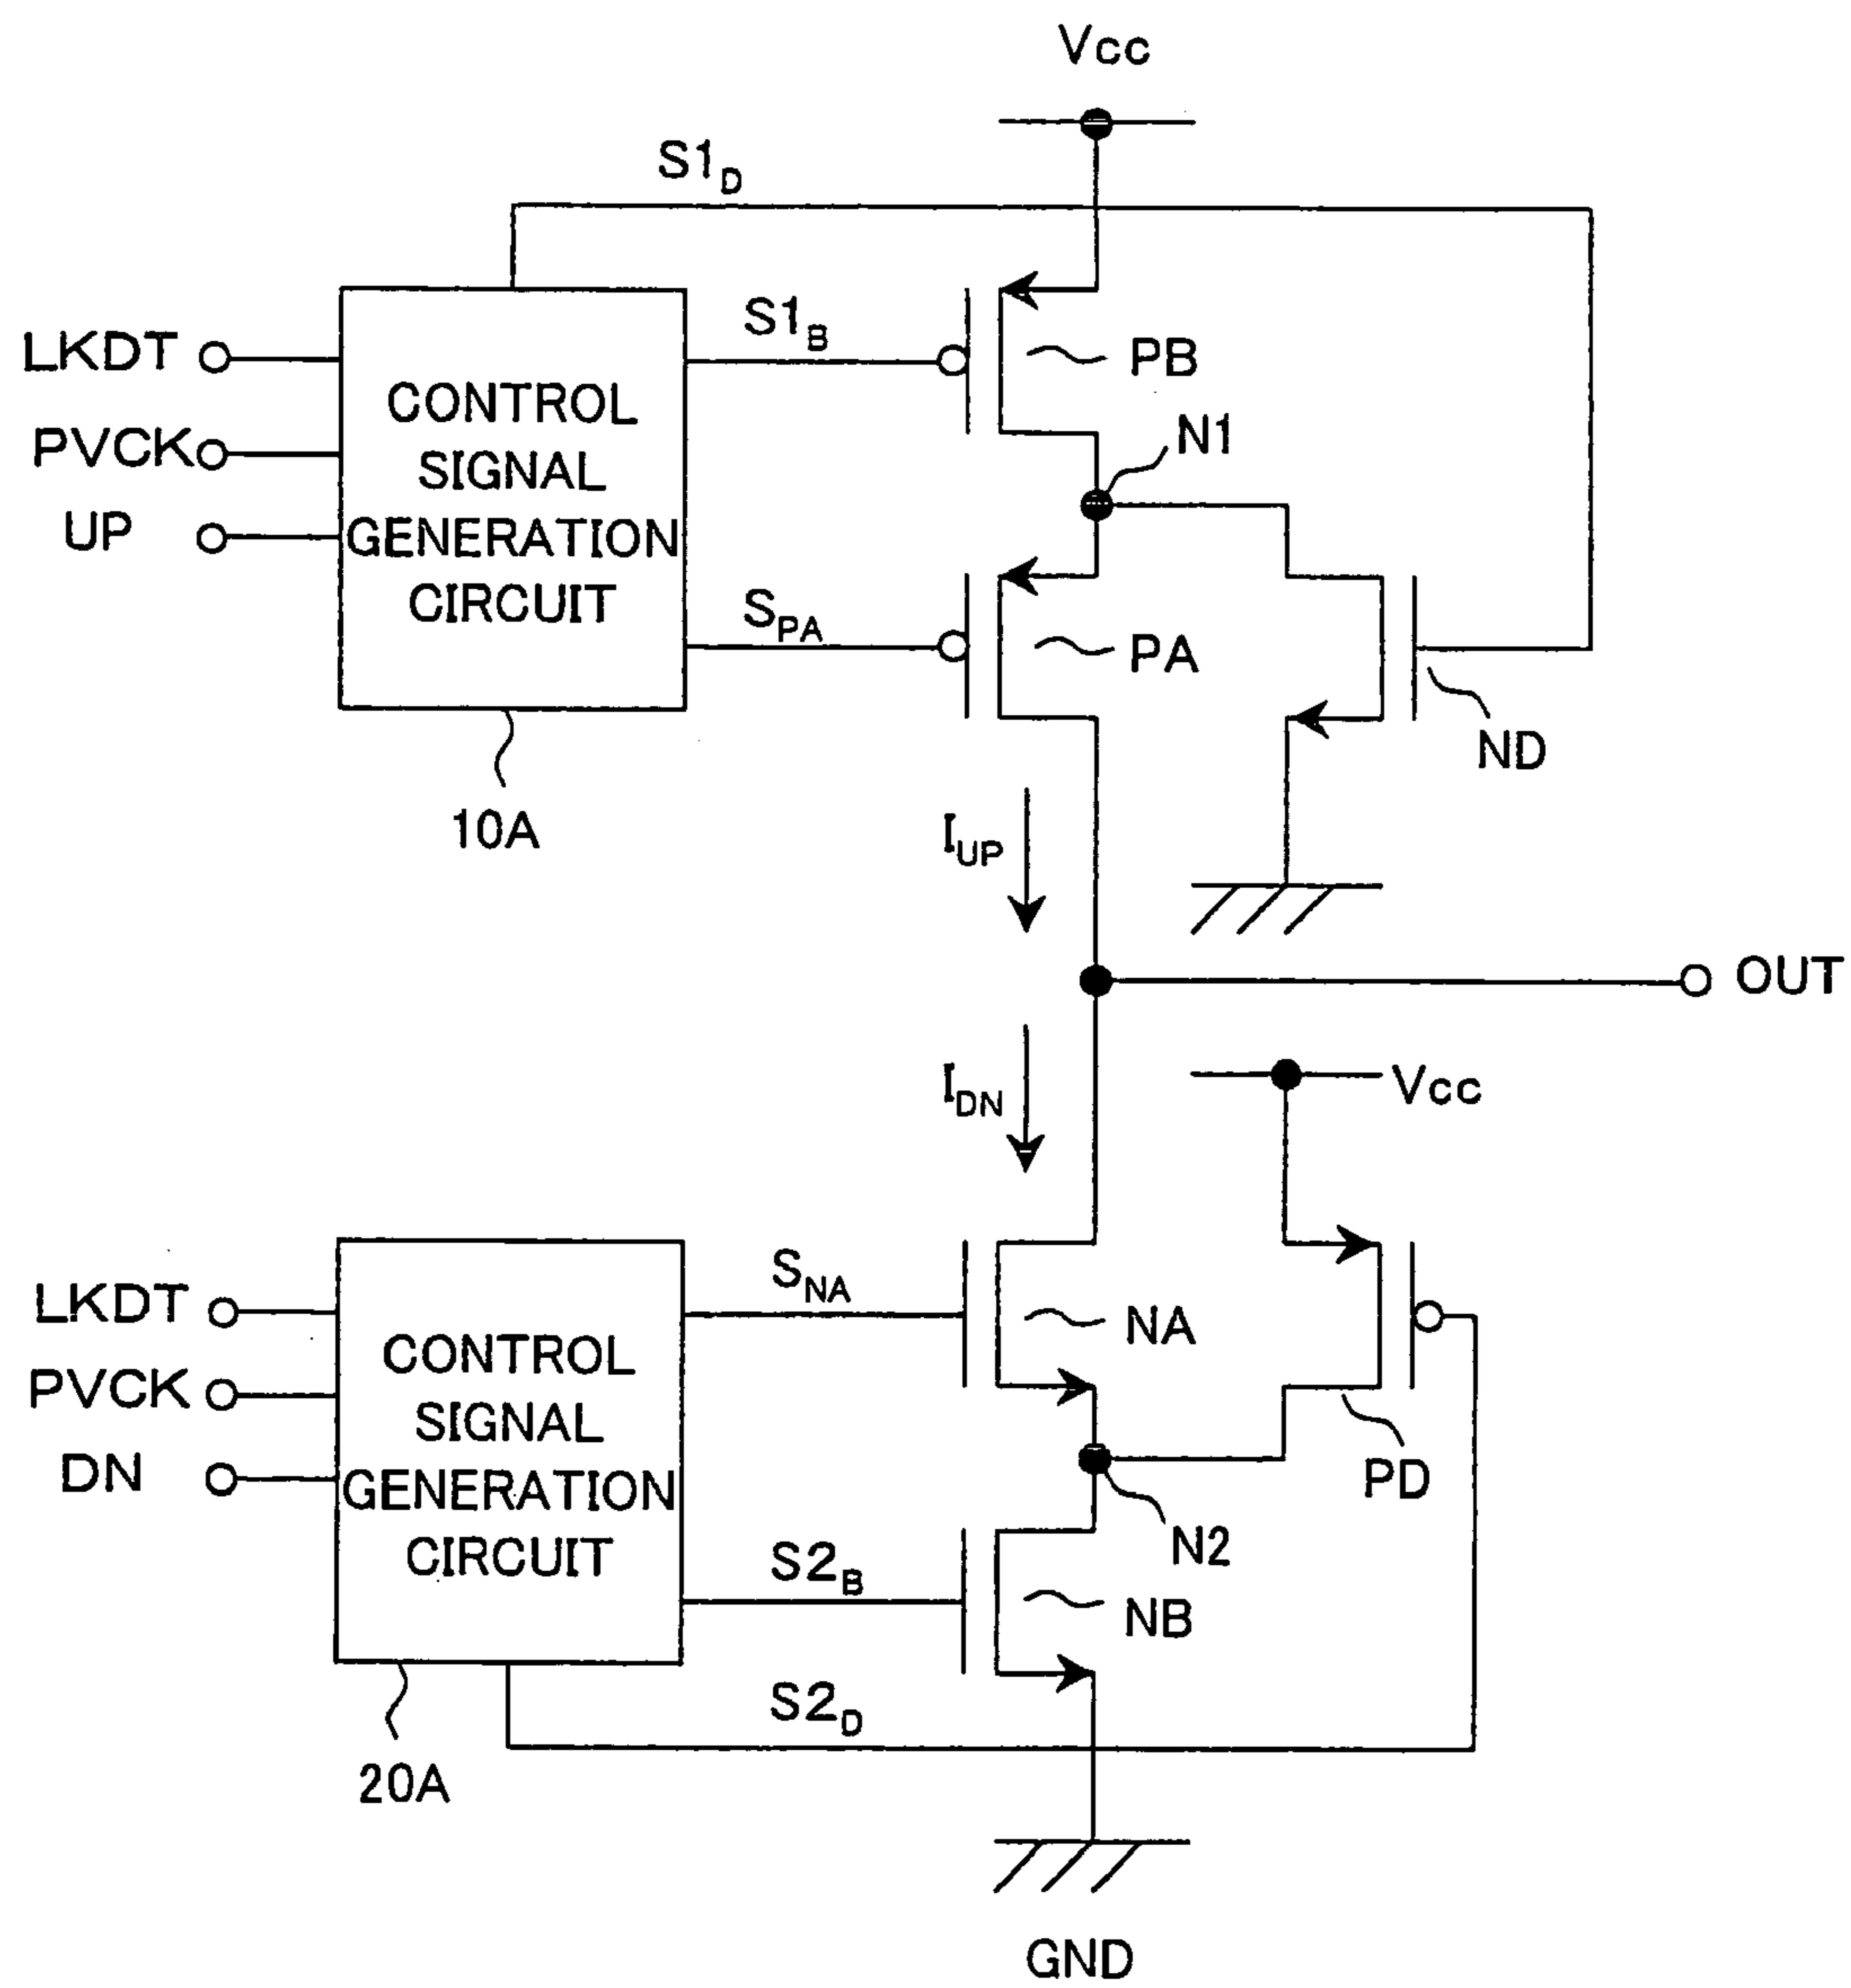 Vcc
S1D
LKDT
PVCK
UP
CONTROL
SIGNAL
GENERATION
CIRCUIT
S1B
SPA
PB
N1
PA
ND
10A
IUP
OUT
IDN
Vcc
LKDT
PVCK
DN
CONTROL
SIGNAL
GENERATION
CIRCUIT
SNA
S2B
NA
PD
N2
NB
S2D
20A
GND